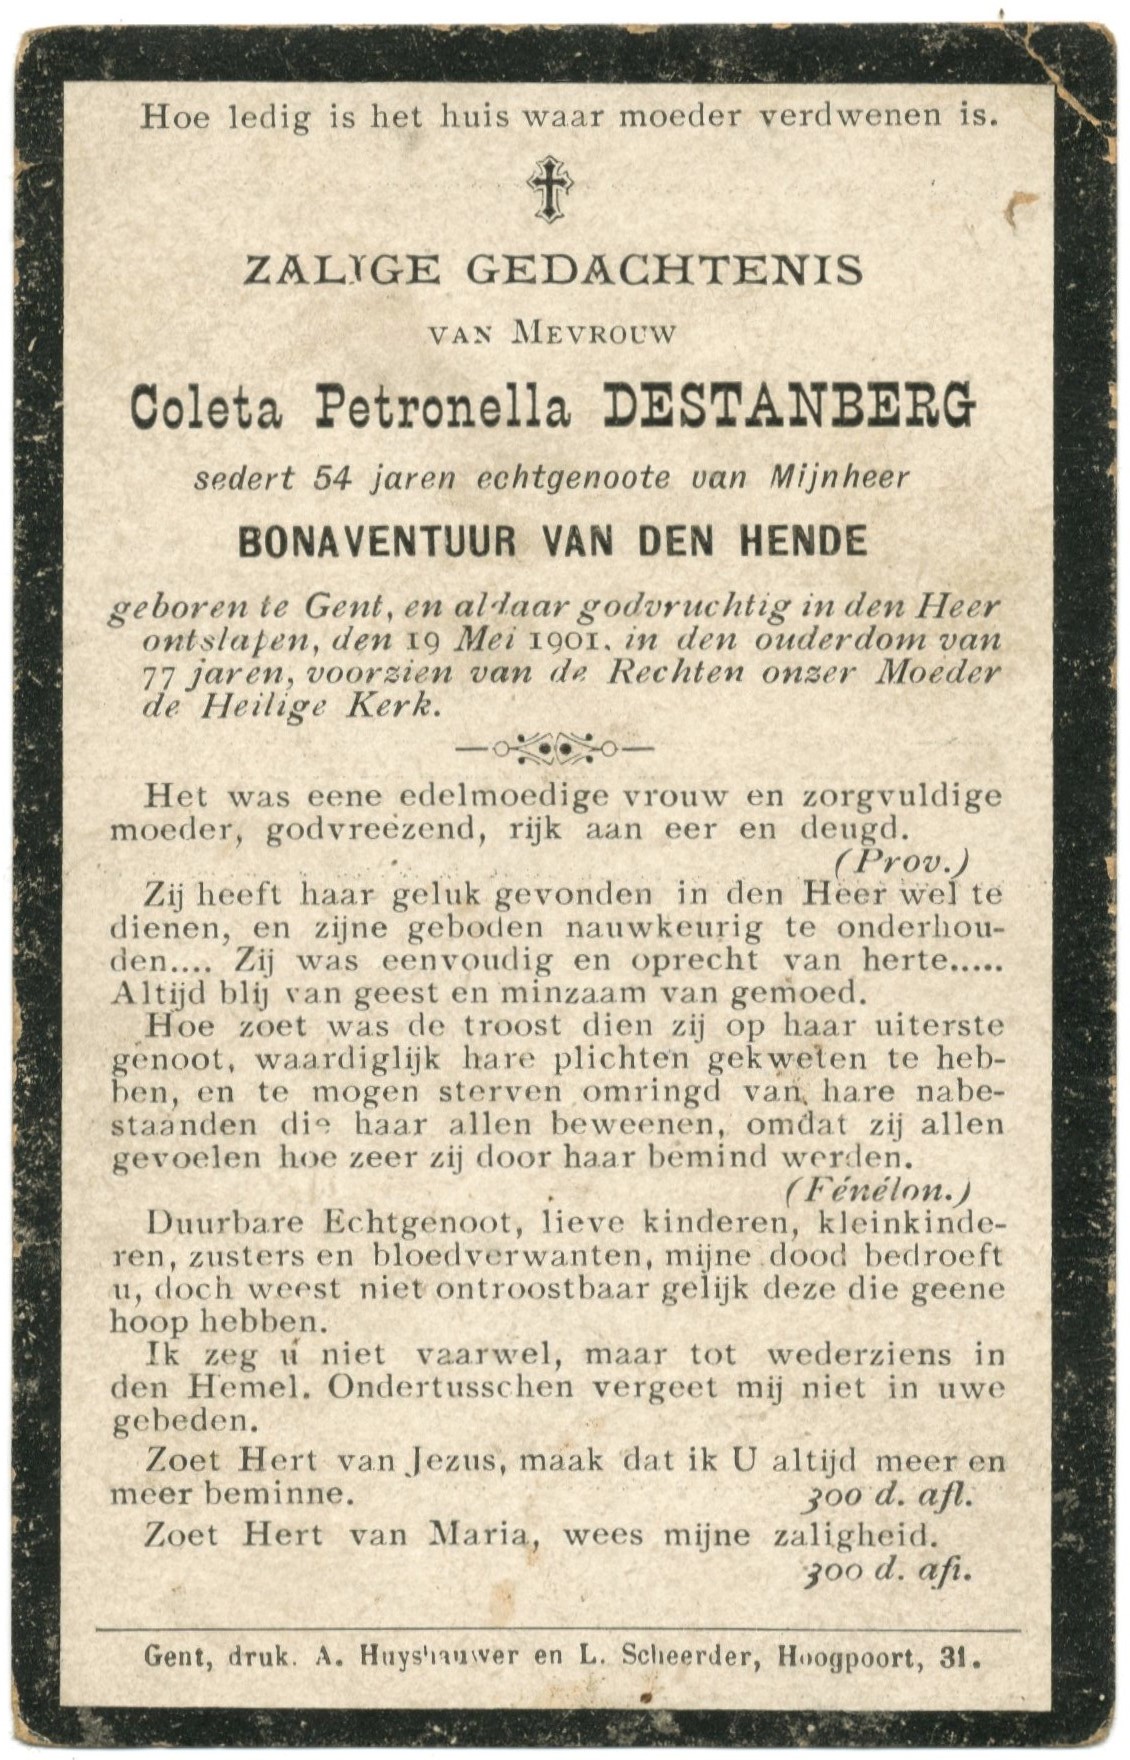 Hoe ledig is het huis waar moeder verdwenen is.
ZALIGE GEDACHTENIS
VAN MEVROUW
Coleta Petronella DESTANBERG
sedert 54 jaren echtgenoote van Mijnheer
BONAVENTUUR VAN DEN HENDE
geboren te Gent, en aldaar godvruchtig in den Heer
ontslapen, den 19 Mei 1901, in den ouderdom van
77 jaren, voorzien van de Rechten onzer Moeder
de Heilige Kerk.
Het was eene edelmoedige vrouw en zorgvuldige
moeder, godvreezend, rijk aan eer en deugd.
(Prov.)
Zij heeft haar geluk gevonden in den Heer wel te
dienen, en zijne geboden nauwkeurig te onderhou-
den.... Zij was eenvoudig en oprecht van herte.....
Altijd blij van geest en minzaam van gemoed.
Hoe zoet was de troost dien zij op haar uiterste
genoot, waardiglijk hare plichten gekweten te heb-
ben, en te mogen sterven omringd van hare nabe-
staanden die haar allen beweenen, omdat zij allen
gevoelen hoe zeer zij door haar bemind werden.
(Fénélon.)
Duurbare Echtgenoot, lieve kinderen, kleinkinde-
ren, zusters en bloedverwanten, mijne dood bedroeft
u, doch weest niet ontroostbaar gelijk deze die geene
hoop hebben.
Ik zeg u niet vaarwel, maar tot wederziens in
den Hemel. Ondertusschen vergeet mij niet in uwe
gebeden.
Zoet Hert van Jezus, maak dat ik U altijd meer en
meer beminne. 300 d. afl.
Zoet Hert van Maria, wees mijne zaligheid.
300 d. afl.
Gent, druk. A. Huyshauwer en L. Scheerder, Hoogpoort, 31.